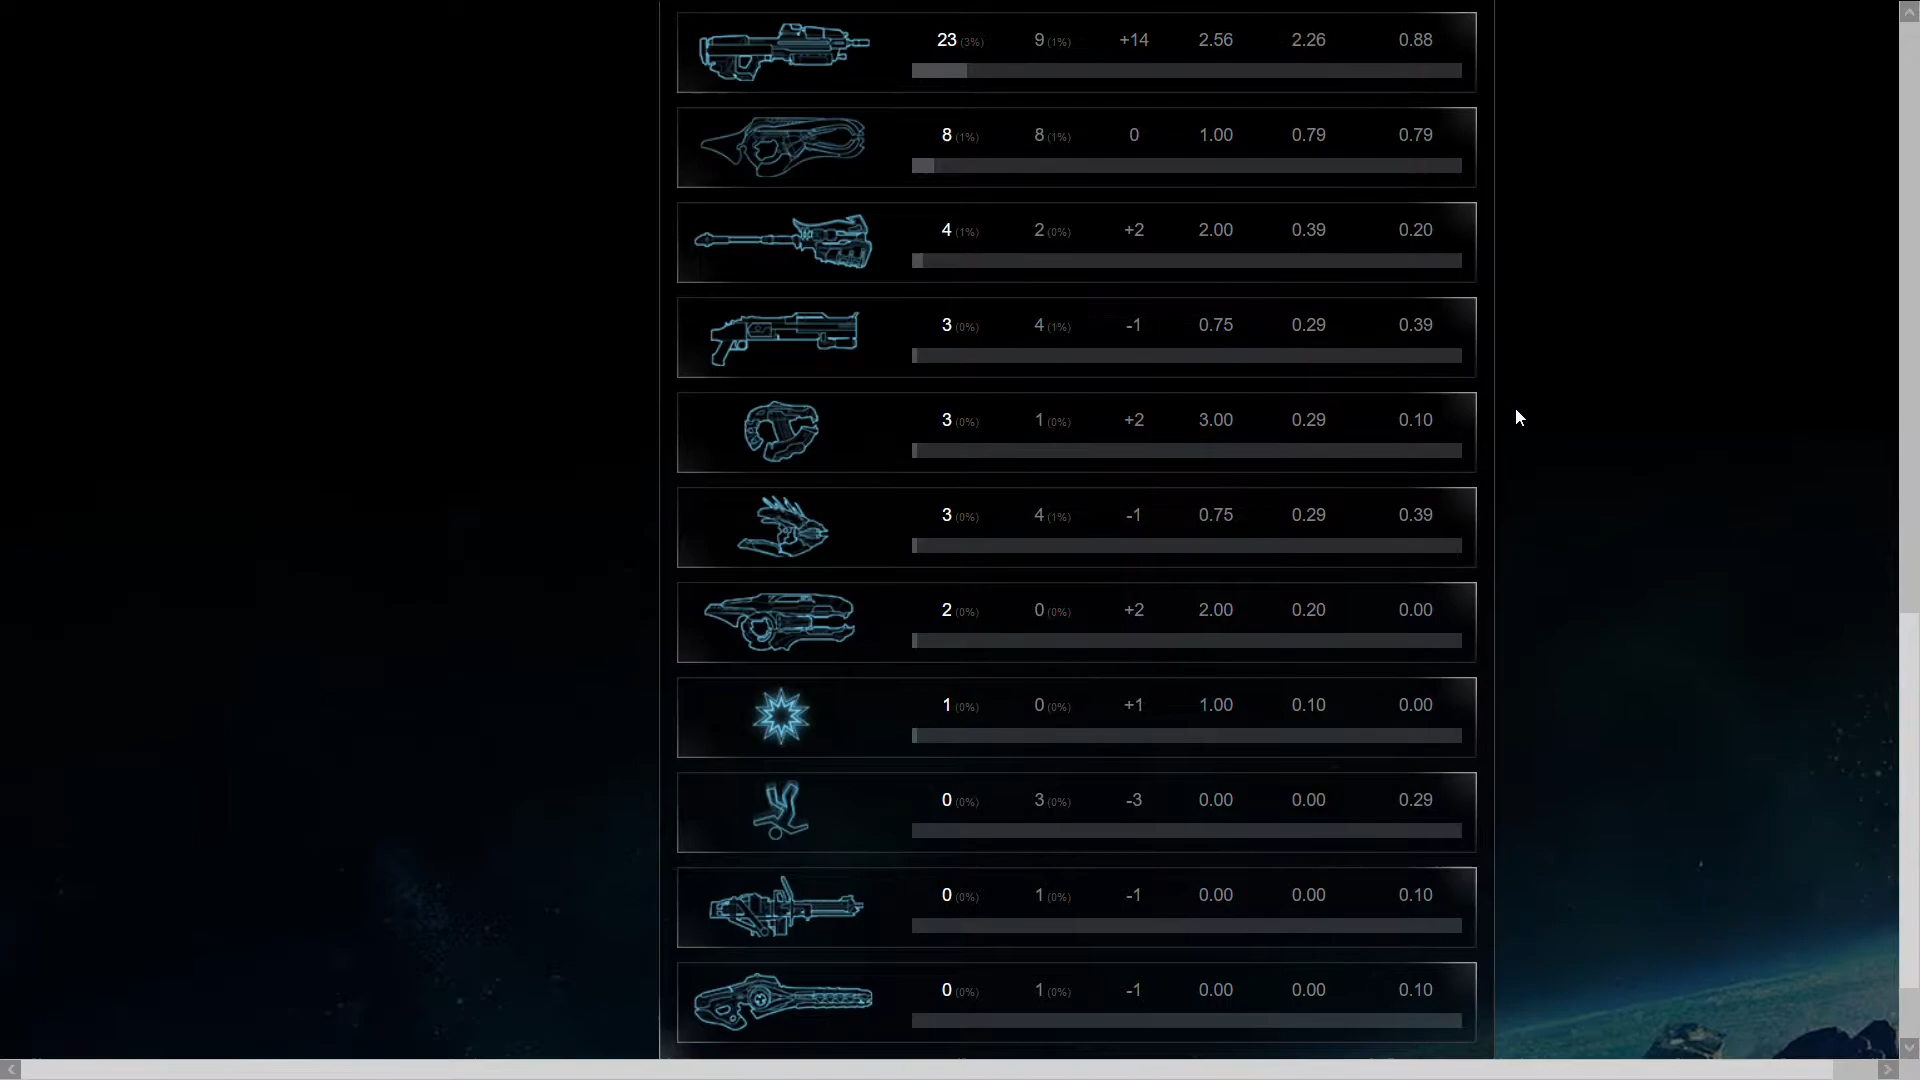 23 (3%) 9 (1%) +14 2.56 2.26 0.88
8 (1%) 8 (1%) 0 1.00 0.79 0.79
4 (1%) 2 (0%) +2 2.00 0.39 0.20
3 (0%) 4 (1%) -1 0.75 0.29 0.39
3 (0%) 1 (0%) +2 3.00 0.29 0.10
3 (0%) 4 (1%) -1 0.75 0.29 0.39
2 (0%) 0 (0%) +2 2.00 0.20 0.00
1 (0%) 0 (0%) +1 1.00 0.10 0.00
0 (0%) 3 (0%) -3 0.00 0.00 0.29
0 (0%) 1 (0%) -1 0.00 0.00 0.10
0 (0%) 1 (0%) -1 0.00 0.00 0.10